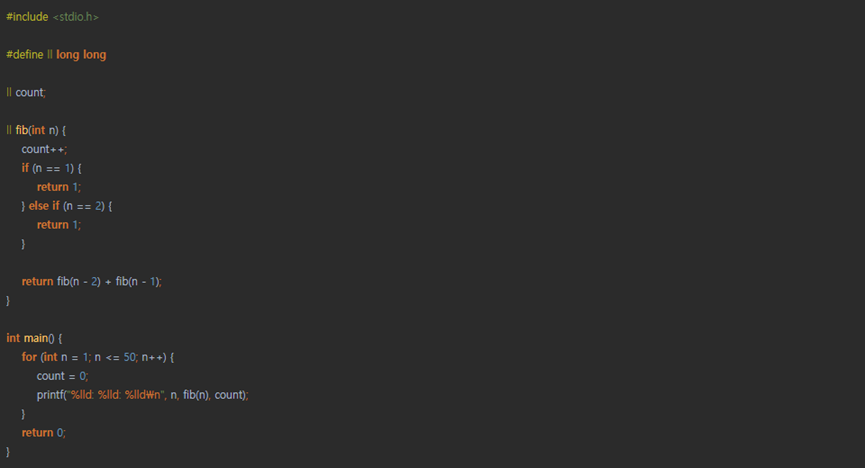 #include <stdio.h>
#define ll long long
ll count;
ll fib(int n) {
count++;
if (n == 1) {
return 1;
} else if (n == 2) {
return 1;
}
return fib(n - 2) + fib(n - 1);
}
int main() {
for (int n = 1; n <= 50; n++) {
count = 0;
printf("%lld: %lld: %lld₩n", n, fib(n), count);
}
return 0;
}